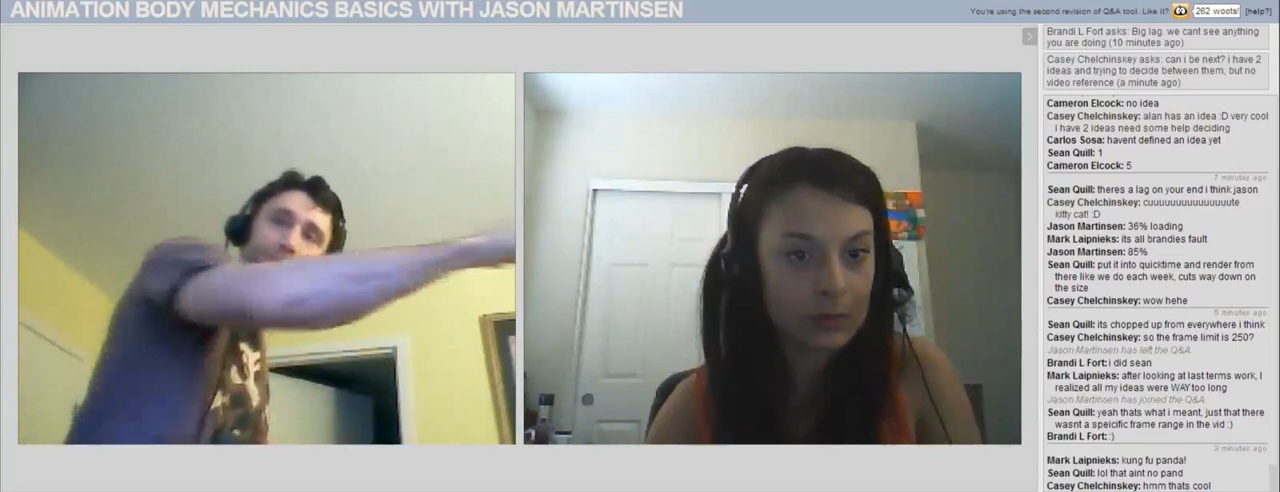 ANIMATION BODY MECHANICS BASICS WITH JASON MARTINSEN
You're using the second revision of Q&A tool. Like it? 262 woots! [help?]
Brandi L Fort asks: Big lag. we cant see anything
you are doing (10 minutes ago)
Casey Chelchinskey asks: can i be next? i have 2
ideas and trying to decide between them, but no
video reference (a minute ago)
Cameron Elcock: no idea
Casey Chelchinskey: alan has an idea :D very cool
i have 2 ideas need some help deciding
Carlos Sosa: havent defined an idea yet
Sean Quill: 1
Cameron Elcock: 5
7 minutes ago
Sean Quill: theres a lag on your end i think jason
Casey Chelchinskey: cuuuuuuuuuuuuuuute
kitty cat! :D
Jason Martinsen: 36% loading
Mark Laipnieks: its all brandies fault
Jason Martinsen: 85%
Sean Quill: put it into quicktime and render from
there like we do each week, cuts way down on
the size
Casey Chelchinskey: wow hehe
5 minutes ago
Sean Quill: its chopped up from everywhere i think
Casey Chelchinskey: so the frame limit is 250?
Jason Martinsen has left the Q&A.
Brandi L Fort: i did sean
Mark Laipnieks: after looking at last terms work, I
realized all my ideas were WAY too long
Jason Martinsen has joined the Q&A.
Sean Quill: yeah thats what i meant, just that there
wasnt a speicific frame range in the vid :)
Brandi L Fort: :)
3 minutes ago
Mark Laipnieks: kung fu panda!
Sean Quill: lol that aint no pand
Casey Chelchinskey: hmm thats cool